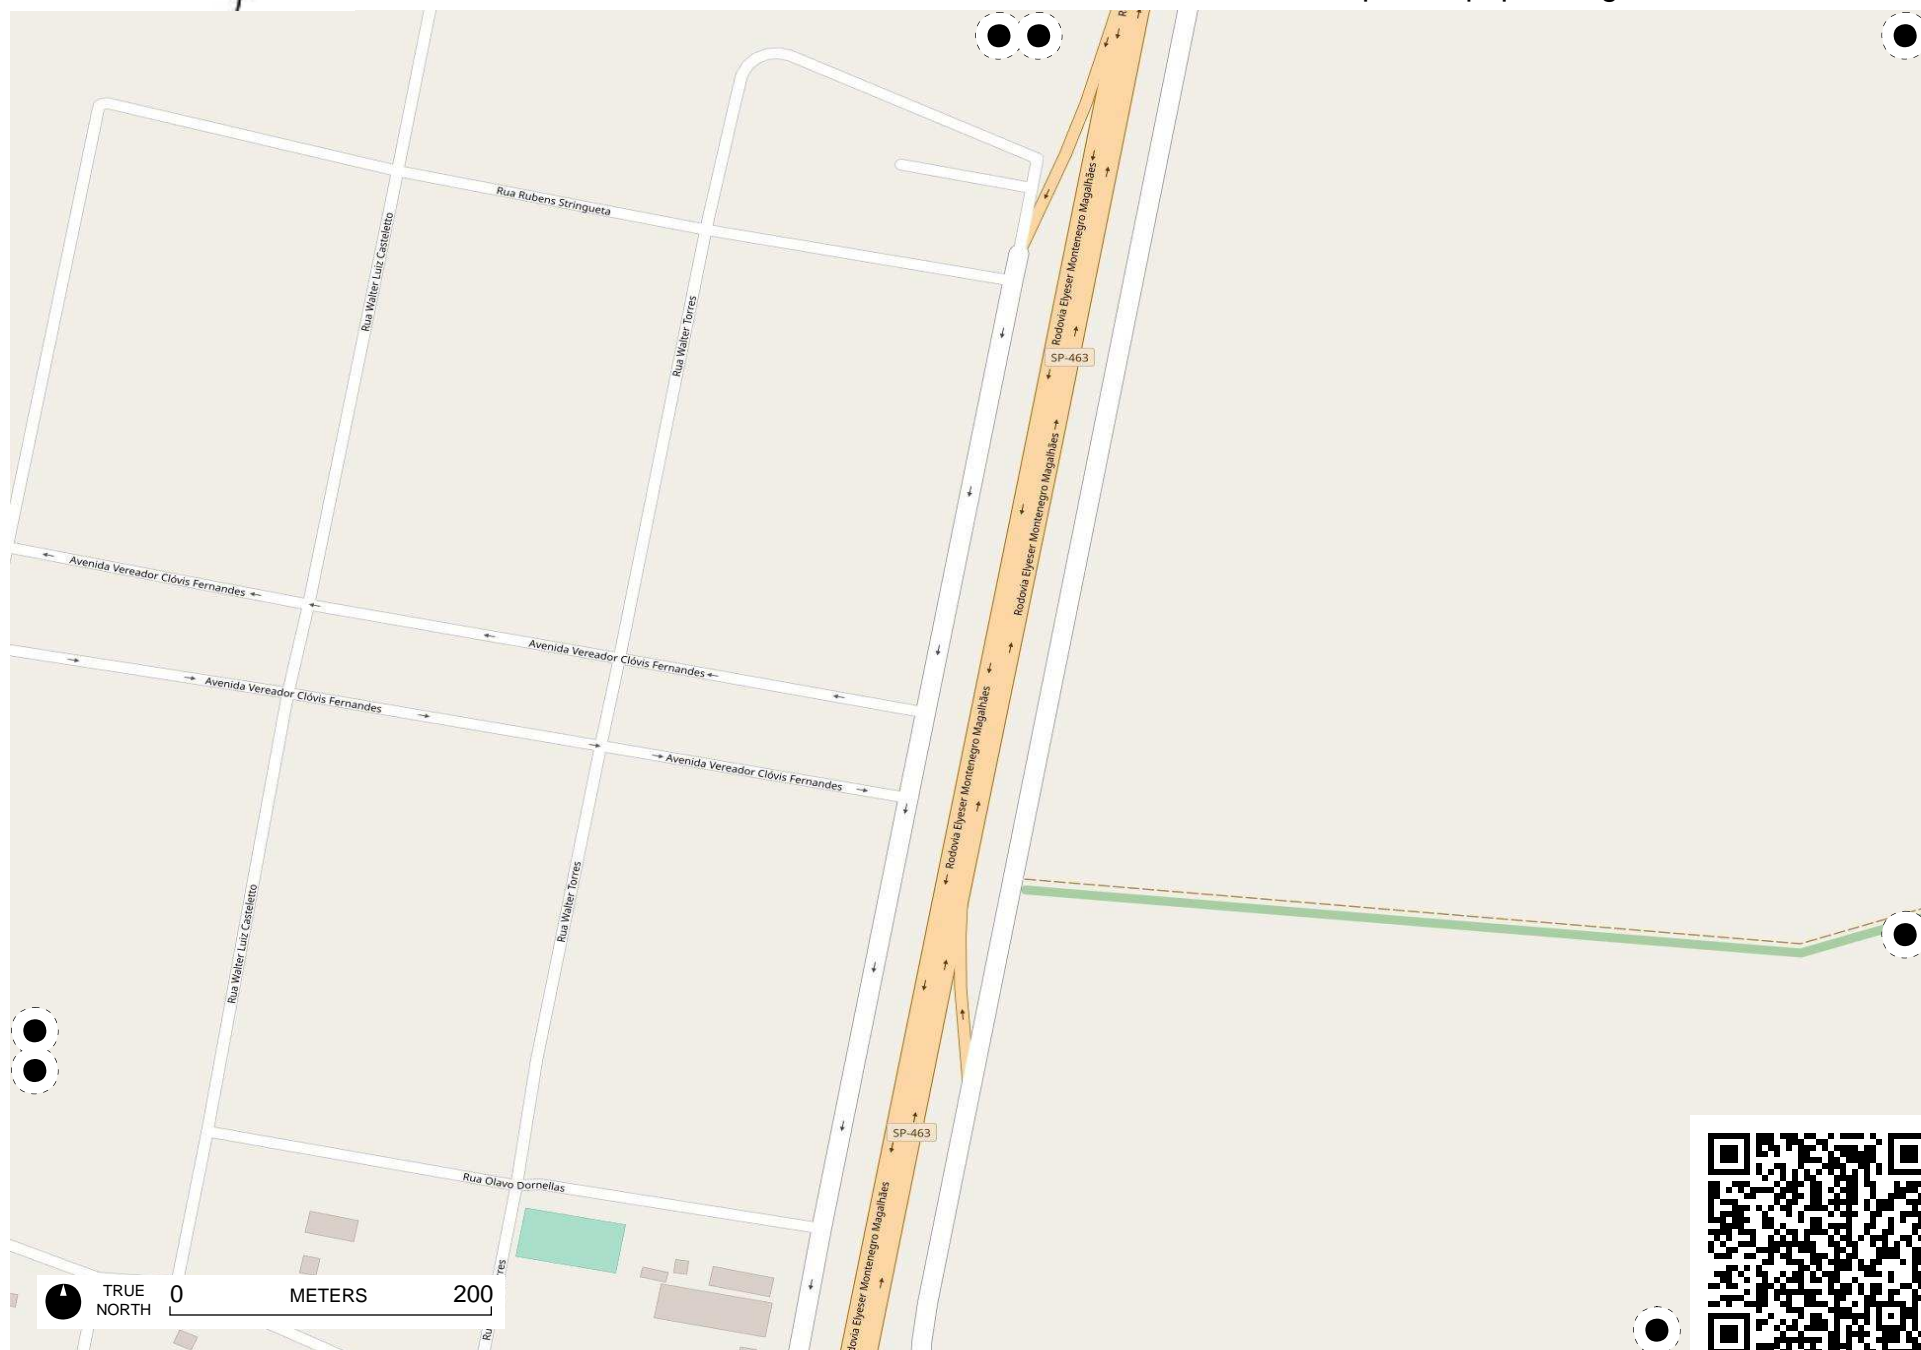 Rua Rubens Stringueta
Rua Walter Luiz Casteletto
Rodovia Elyeser Montenegro Magalhães
Rua Walter Torres
SP-463
Rodovia Elyeser Montenegro Magalhães
Avenida Vereador Clóvis Fernandes
Avenida Vereador Clóvis Fernandes
Avenida Vereador Clóvis Fernandes
Avenida Vereador Clóvis Fernandes
Rodovia Elyeser Montenegro Magalhães
Rua Walter Torres
Rua Walter Luiz Casteletto
SP-463
Rua Olavo Dornellas
dovia Elyeser Montenegro Magalhães
res
Ru
TRUE
NORTH
0 METERS 200